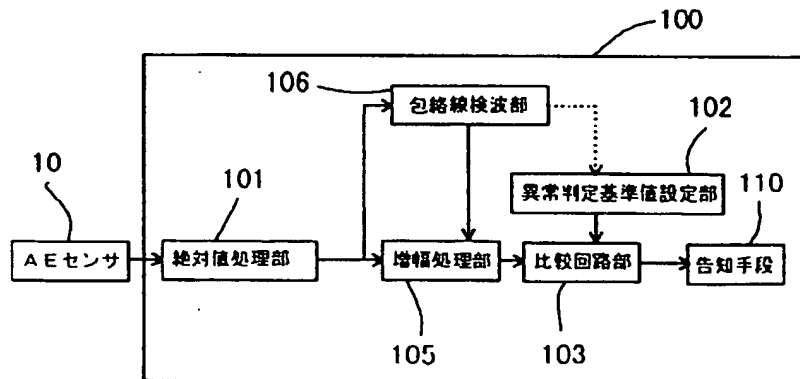 100
106
包絡線検波部
102
10
101
異常判定基準値設定部
110
AEセンサ
絶対値処理部
増幅処理部
比較回路部
告知手段
105
103